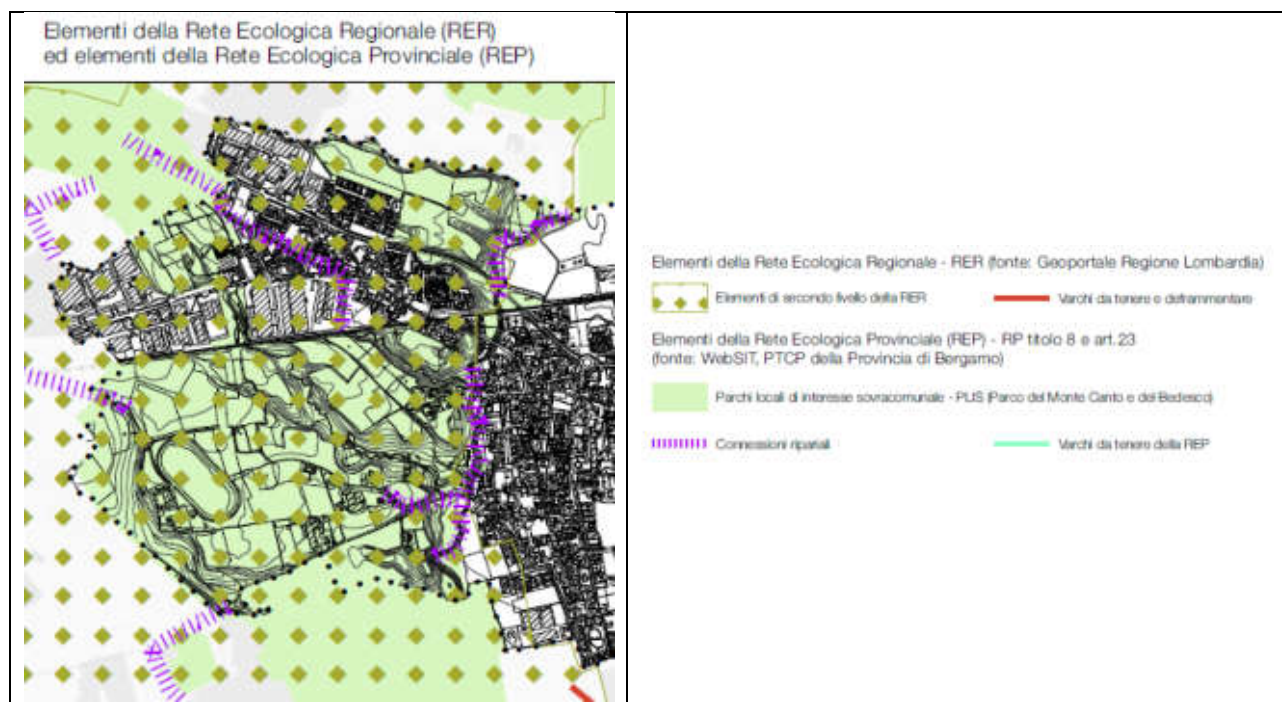 Elementi della Rete Ecologica Regionale (RER)
ed elementi della Rete Ecologica Provinciale (REP)
Elementi della Rete Ecologica Regionale - RER (fonte: Geoportale Regione Lombardia)
Elementi di secondo livello della RER
Varchi da tenere e deframmentare
Elementi della Rete Ecologica Provinciale (REP) - RP titolo 8 e art.23
(fonte: WebSIT, PTCP della Provincia di Bergamo)
Parchi locali di interesse sovracomunale - PLIS (Parco del Monte Canto e del Bedesco)
Connessioni ripariali
Varchi da tenere della REP